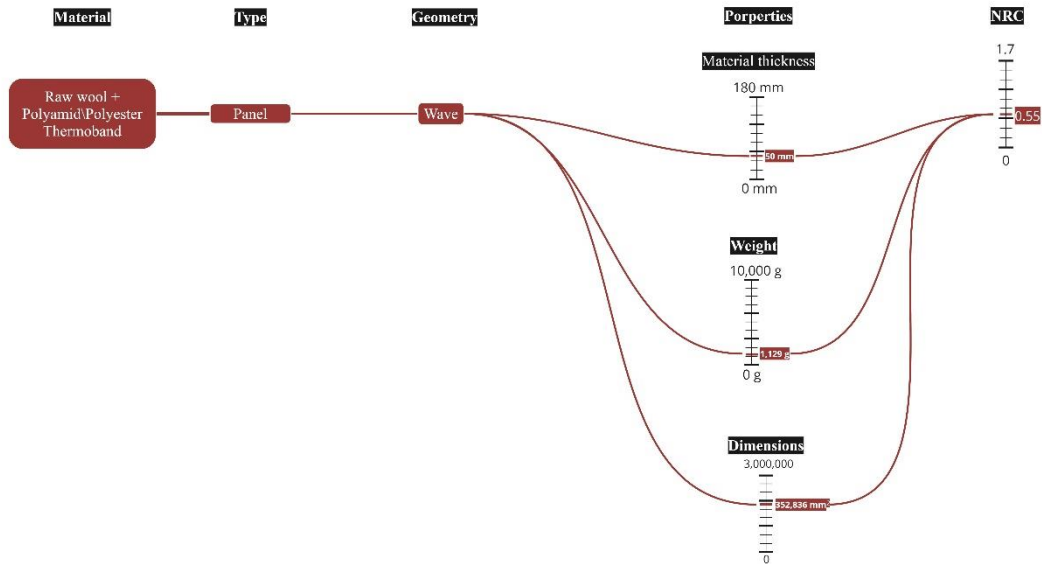 Material
Type
Geometry
Porperties
NRC
Raw wool +
Polyamid\Polyester
Thermoband
Panel
Wave
Material thickness
180 mm
50 mm
0 mm
1.7
0.55
0
Weight
10,000 g
1,129 g
0 g
Dimensions
3,000,000
352,836 mm²
0